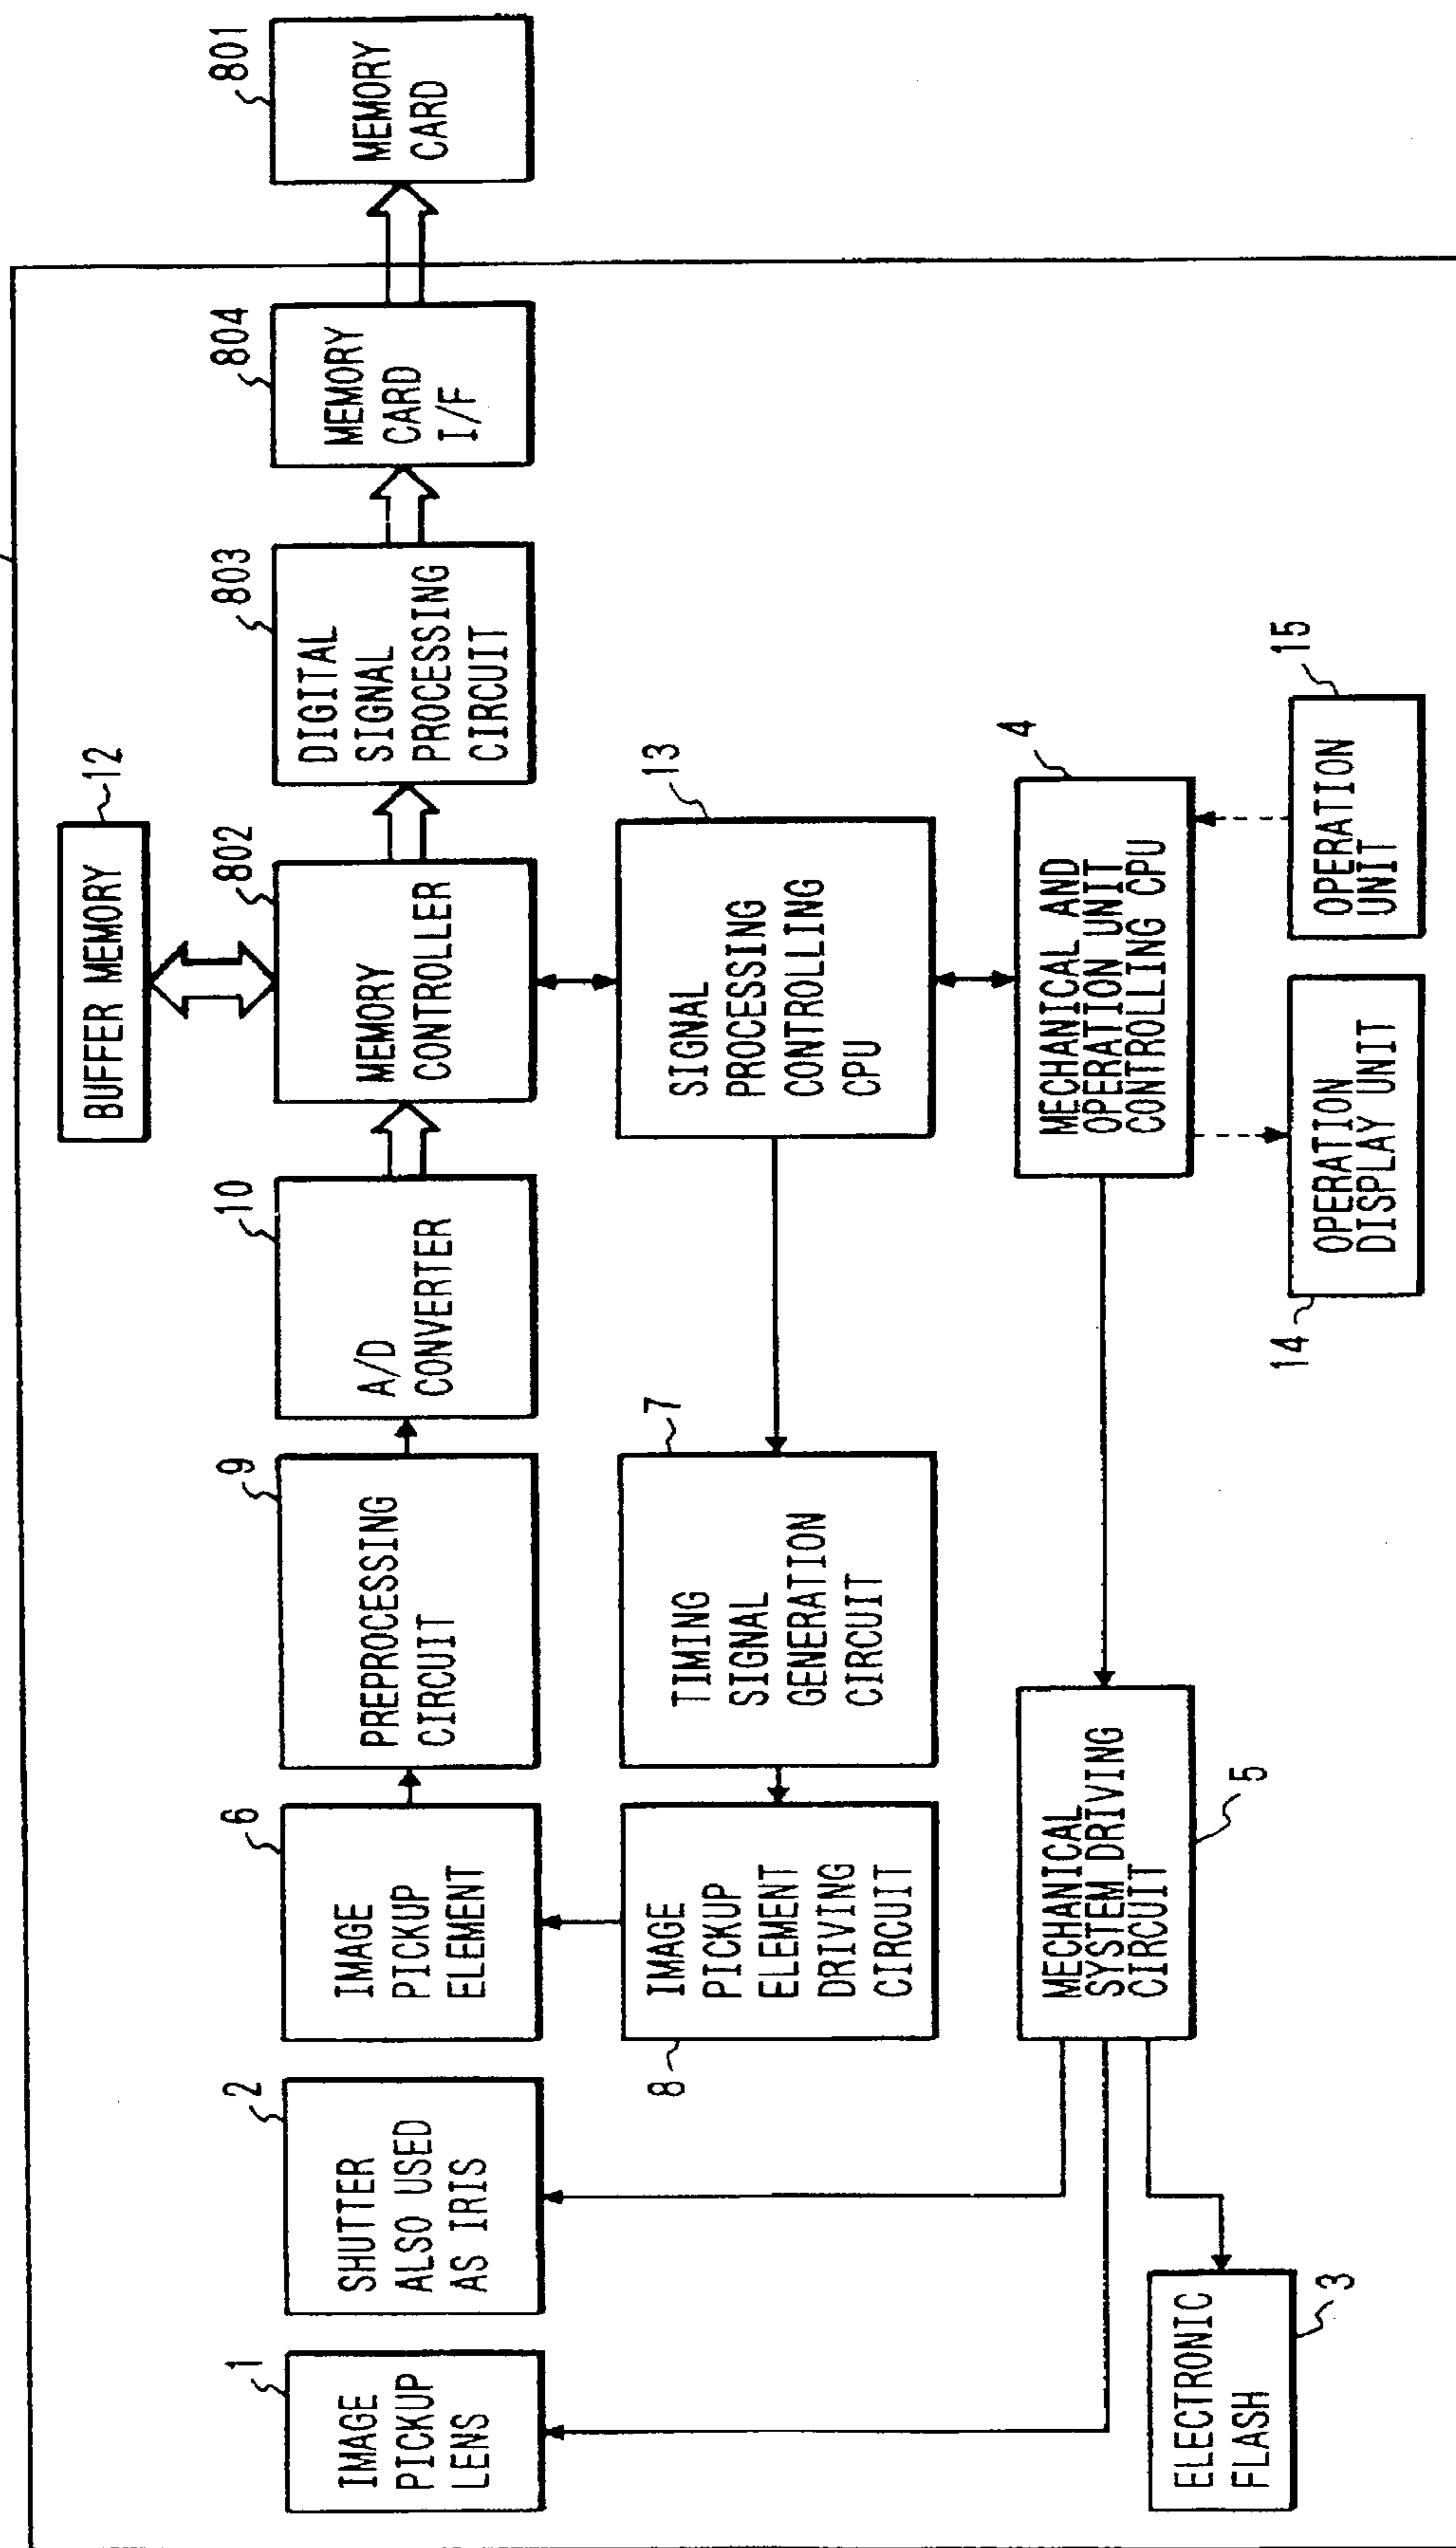 1
IMAGE
PICKUP
LENS
2
SHUTTER
ALSO USED
AS IRIS
6
IMAGE
PICKUP
ELEMENT
9
PREPROCESSING
CIRCUIT
10
A/D
CONVERTER
BUFFER MEMORY
12
802
MEMORY
CONTROLLER
803
DIGITAL
SIGNAL
PROCESSING
CIRCUIT
804
MEMORY
CARD
I/F
801
MEMORY
CARD
8
IMAGE
PICKUP
ELEMENT
DRIVING
CIRCUIT
7
TIMING
SIGNAL
GENERATION
CIRCUIT
13
SIGNAL
PROCESSING
CONTROLLING
CPU
ELECTRONIC
FLASH
3
MECHANICAL
SYSTEM DRIVING
CIRCUIT
5
4
MECHANICAL AND
OPERATION UNIT
CONTROLLING CPU
14
OPERATION
DISPLAY UNIT
15
OPERATION
UNIT